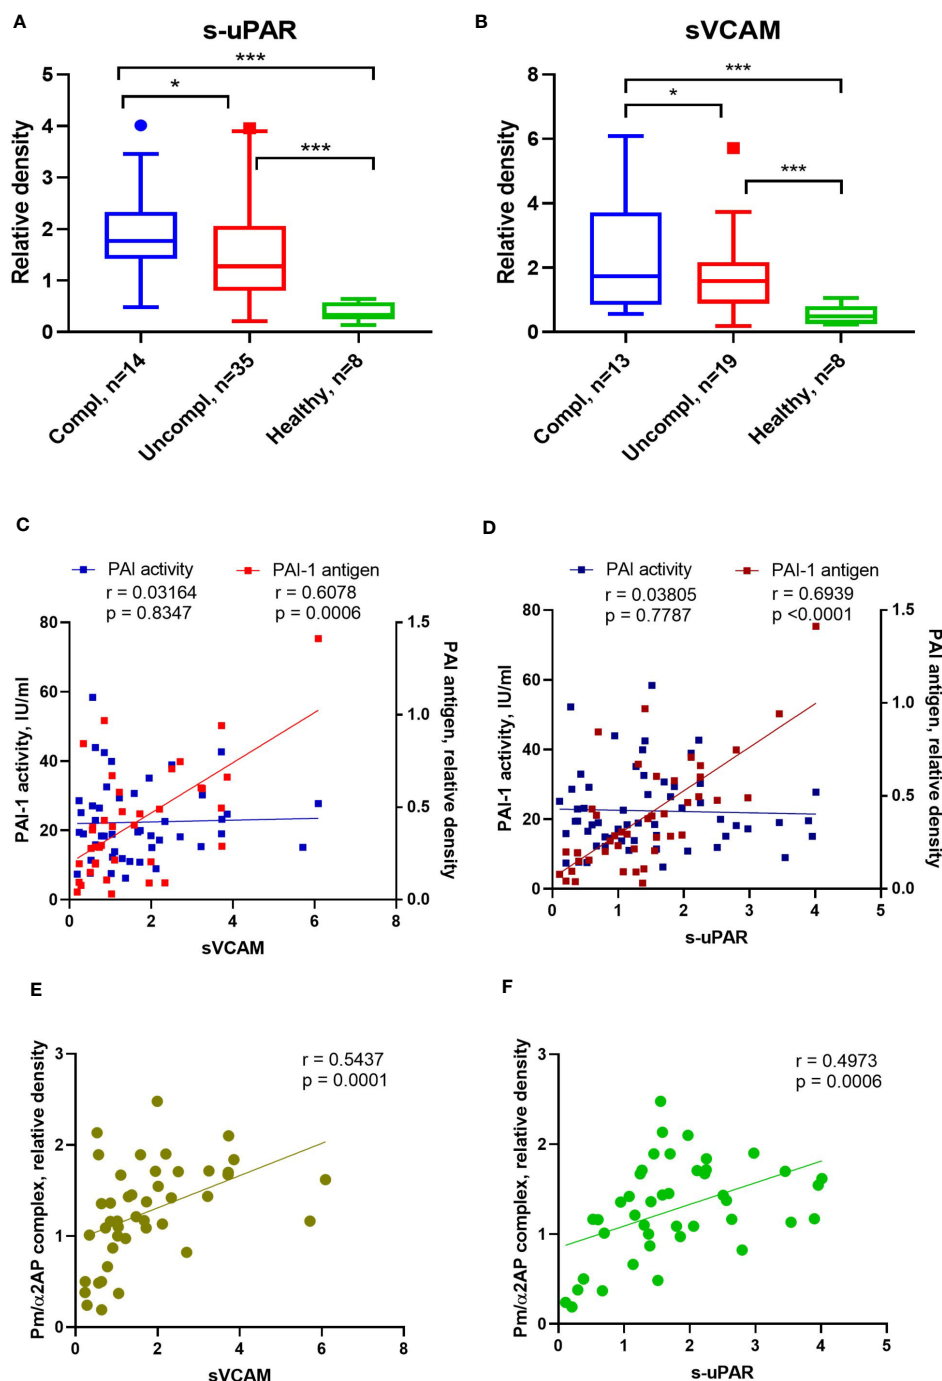 A
s-uPAR
Relative density
5
4
3
2
1
0
***
*
***
Compl, n=14
Uncompl, n=35
Healthy, n=8
B
sVCAM
Relative density
8
6
4
2
0
***
*
***
Compl, n=13
Uncompl, n=19
Healthy, n=8
C
PAI activity
r = 0.03164
p = 0.8347
PAI-1 antigen
r = 0.6078
p = 0.0006
PAI-1 activity, IU/ml
80
60
40
20
0
1.5
1.0
0.5
0.0
PAI antigen, relative density
0 2 4 6 8
sVCAM
D
PAI activity
r = 0.03805
p = 0.7787
PAI-1 antigen
r = 0.6939
p <0.0001
PAI-1 activity, IU/ml
80
60
40
20
0
1.5
1.0
0.5
0.0
PAI antigen, relative density
0 1 2 3 4 5
s-uPAR
E
r = 0.5437
p = 0.0001
Pm/α2AP complex, relative density
3
2
1
0
0 2 4 6 8
sVCAM
F
r = 0.4973
p = 0.0006
Pm/α2AP complex, relative density
3
2
1
0
0 1 2 3 4 5
s-uPAR